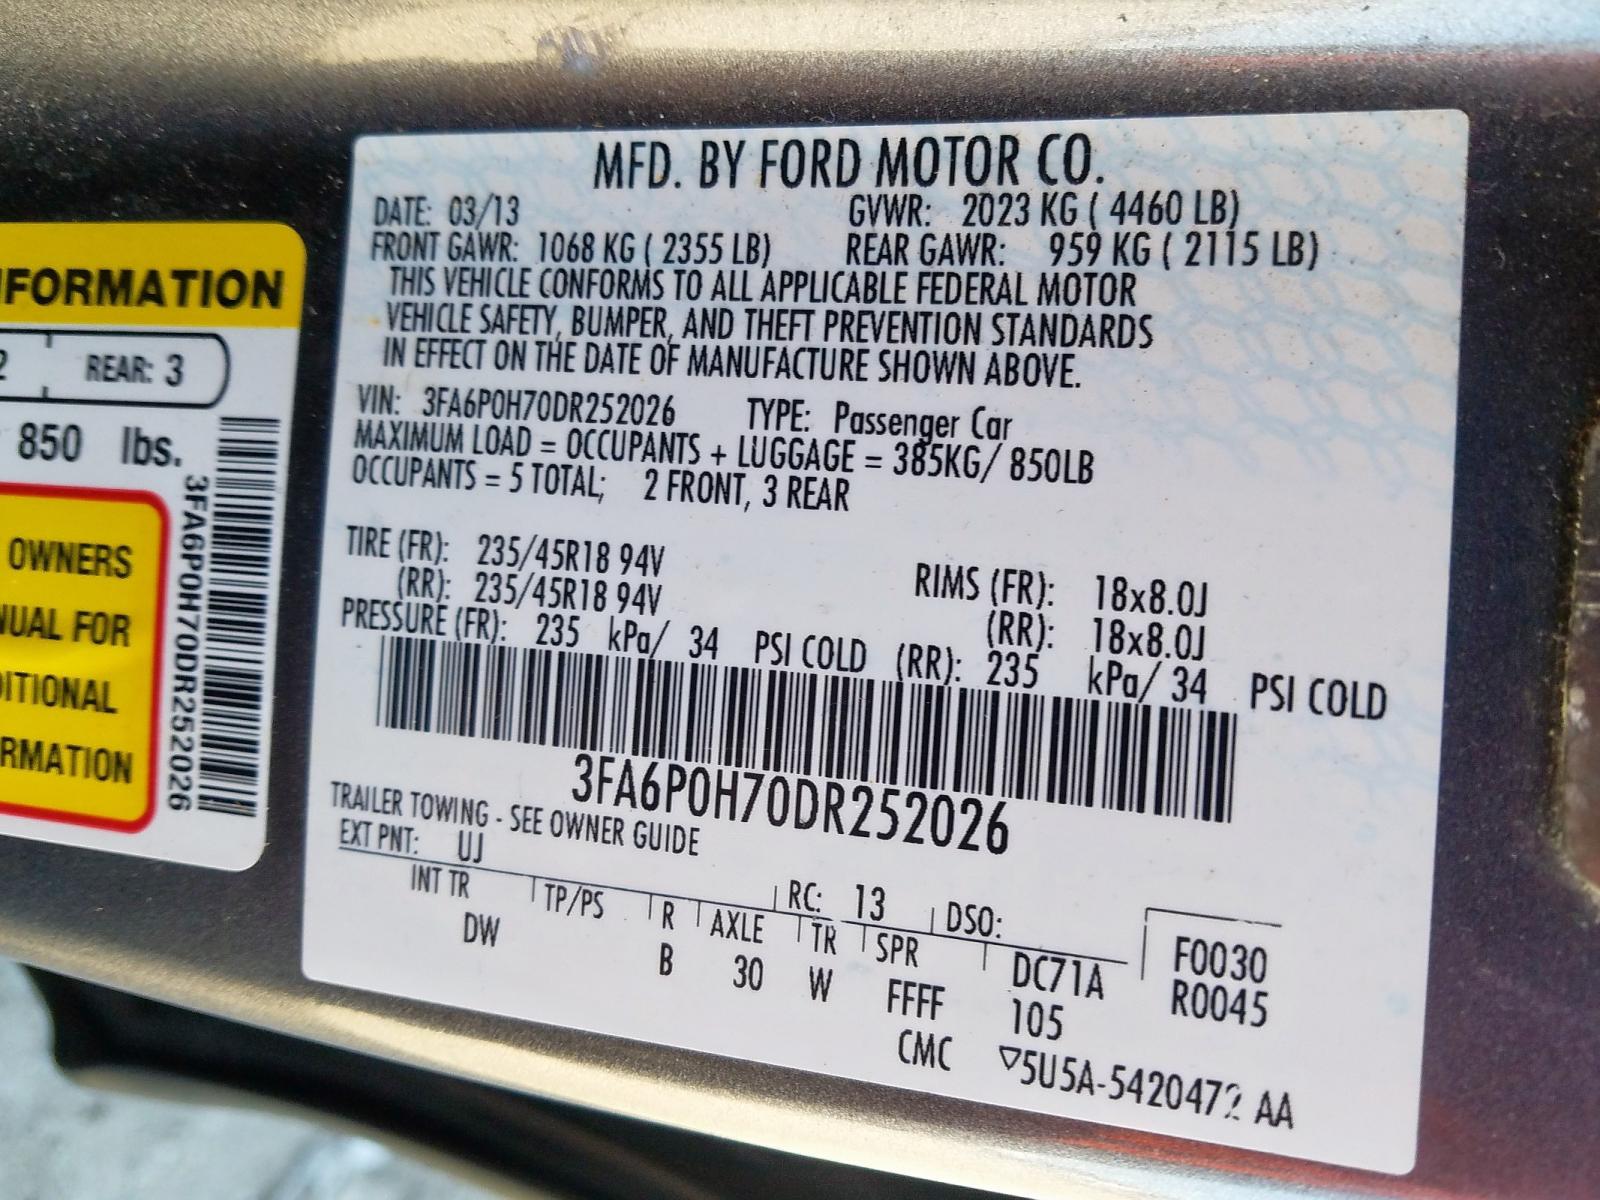 NFORMATION
2 REAR: 3
850 lbs.
OWNERS
NUAL FOR
DITIONAL
RMATION
3FA6P0H70DR252026
MFD. BY FORD MOTOR CO.
DATE: 03/13 GVWR: 2023 KG ( 4460 LB)
FRONT GAWR: 1068 KG ( 2355 LB) REAR GAWR: 959 KG ( 2115 LB)
THIS VEHICLE CONFORMS TO ALL APPLICABLE FEDERAL MOTOR
VEHICLE SAFETY, BUMPER, AND THEFT PREVENTION STANDARDS
IN EFFECT ON THE DATE OF MANUFACTURE SHOWN ABOVE.
VIN: 3FA6P0H70DR252026 TYPE: Passenger Car
MAXIMUM LOAD = OCCUPANTS + LUGGAGE = 385KG/ 850LB
OCCUPANTS = 5 TOTAL; 2 FRONT, 3 REAR
TIRE (FR): 235/45R18 94V RIMS (FR): 18x8.0J
(RR): 235/45R18 94V (RR): 18x8.0J
PRESSURE (FR): 235 kPa/ 34 PSI COLD (RR): 235 kPa/ 34 PSI COLD
3FA6P0H70DR252026
TRAILER TOWING - SEE OWNER GUIDE
EXT PNT: UJ RC: 13 DSO:
INT TR TP/PS R AXLE TR SPR DC71A F0030
DW B 30 W FFFF 105 R0045
CMC ▽5U5A-5420472 AA